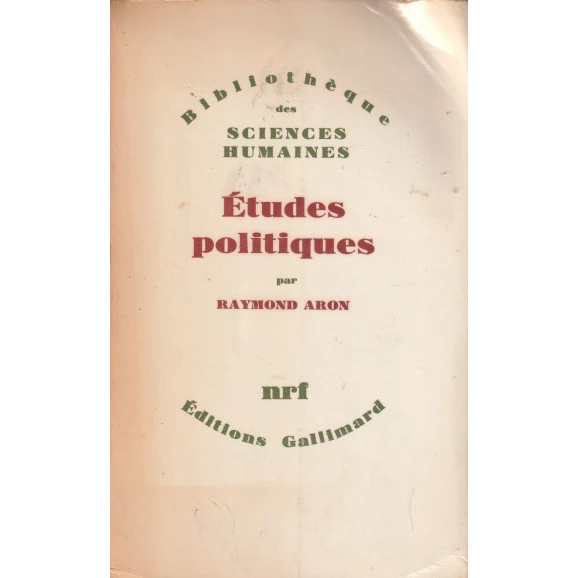 Bibliothèque
des
SCIENCES
HUMAINES
Études
politiques
par
RAYMOND ARON
nrf
Éditions Gallimard